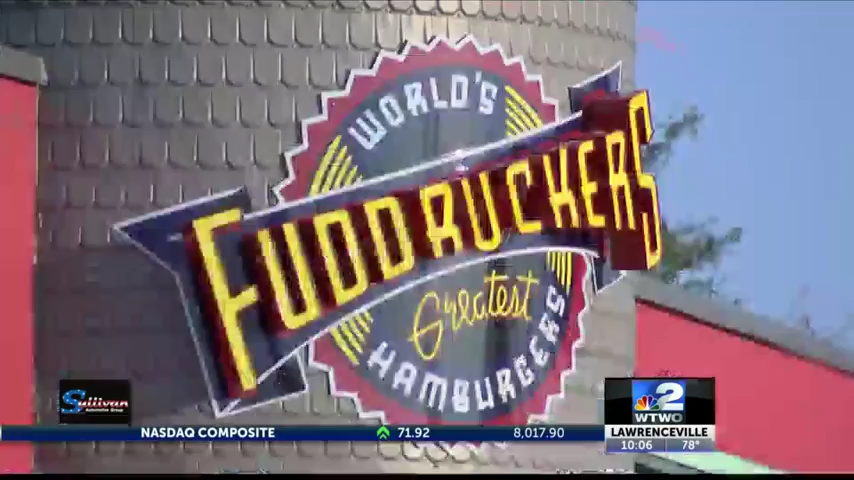 WORLD'S
FUDDRUCKERS
Greatest
HAMBURGERS
Sullivan
Automotive Group
2
WTWO
NASDAQ COMPOSITE 71.92 8,017.90
LAWRENCEVILLE
10:06 78°